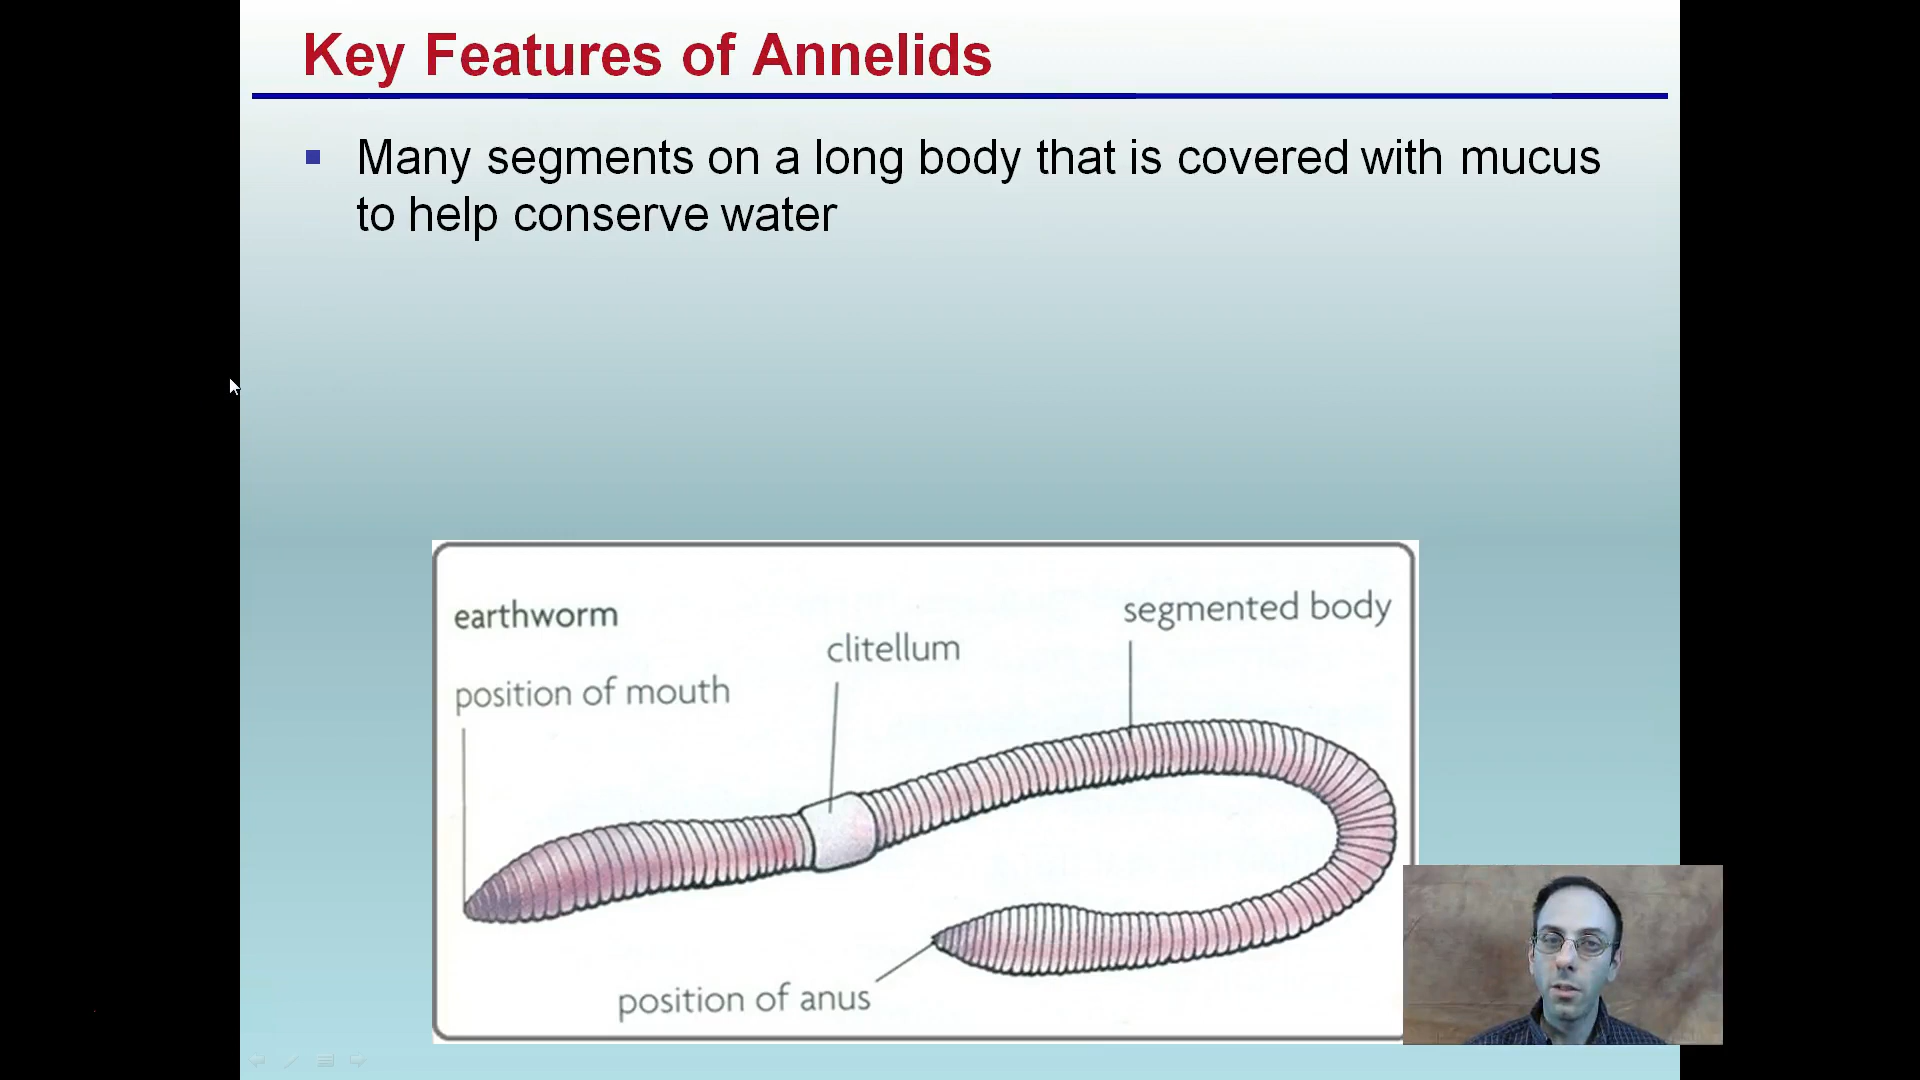 Key Features of Annelids
Many segments on a long body that is covered with mucus
to help conserve water
earthworm
segmented body
clitellum
position of mouth
position of anus